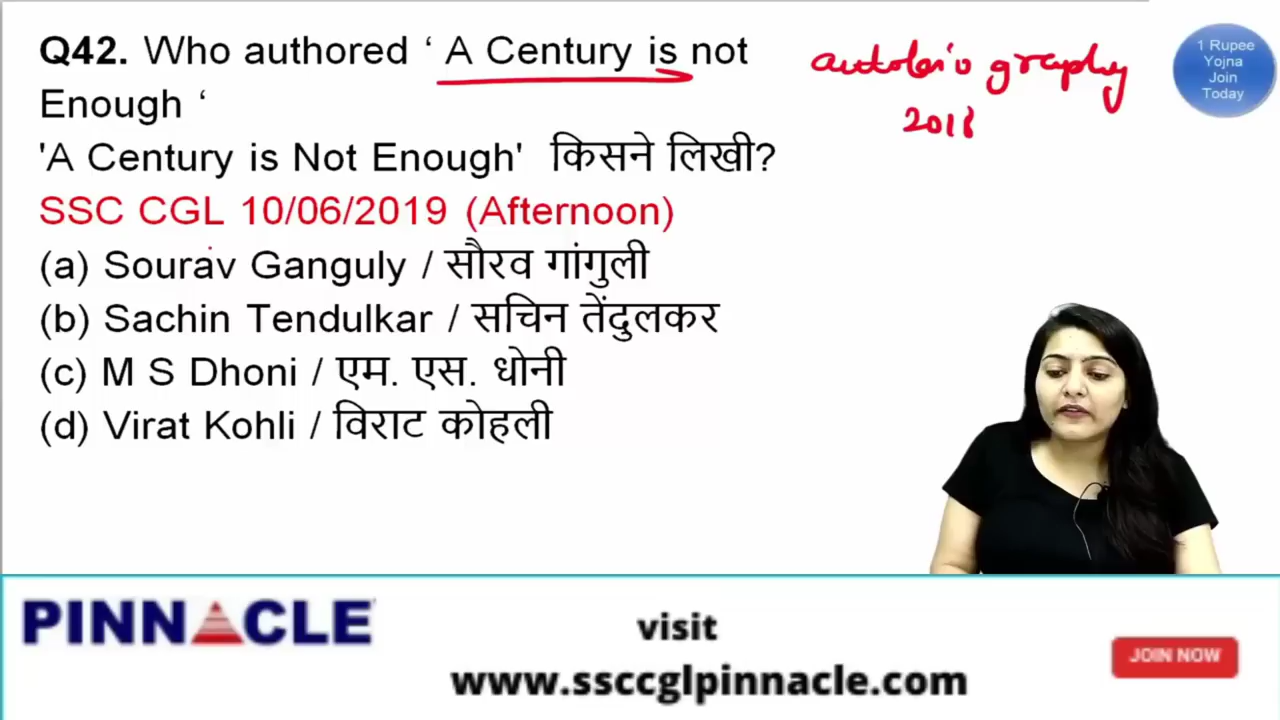 Q42. Who authored ‘ A Century is not
Enough ‘
'A Century is Not Enough' किसने लिखी?
SSC CGL 10/06/2019 (Afternoon)
(a) Sourav Ganguly / सौरव गांगुली
(b) Sachin Tendulkar / सचिन तेंदुलकर
(c) M S Dhoni / एम. एस. धोनी
(d) Virat Kohli / विराट कोहली
autobiography
2018
1 Rupee
Yojna
Join
Today
PINNACLE
visit
www.ssccglpinnacle.com
JOIN NOW